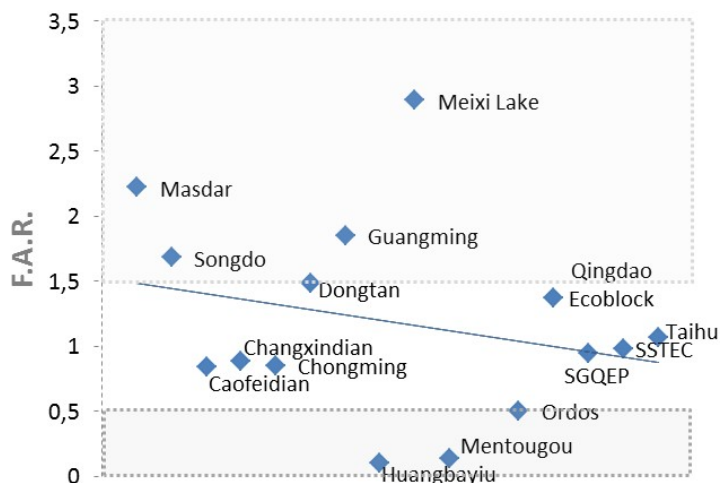 3,5
3
2,5
2
1,5
1
0,5
0
F.A.R.
Meixi Lake
Masdar
Guangming
Songdo
Qingdao
Ecoblock
Dongtan
Taihu
Changxindian
SSTEC
Chongming
SGQEP
Caofeidian
Ordos
Mentougou
Huangbayiu